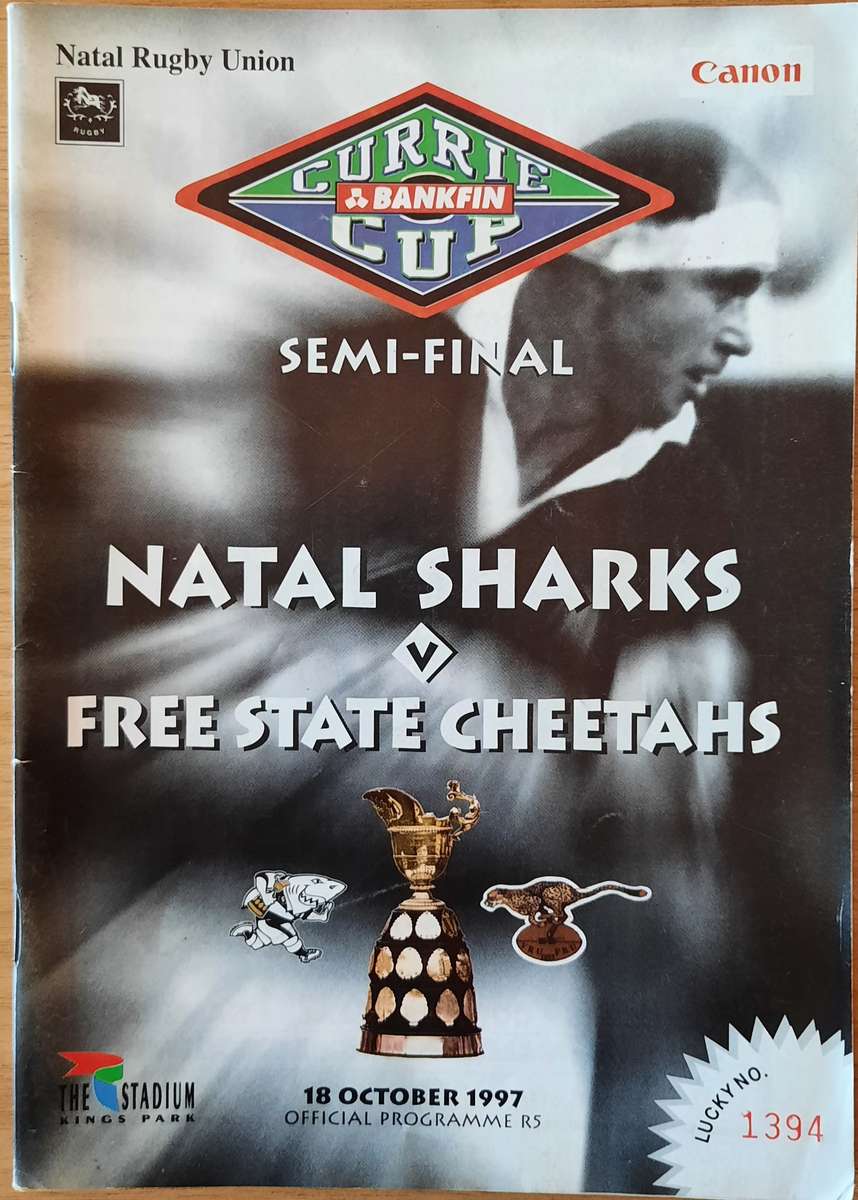 Natal Rugby Union
RUGBY
Canon
CURRIE
BANKFIN
CUP
SEMI-FINAL
NATAL SHARKS
V
FREE STATE CHEETAHS
THE STADIUM
KINGS PARK
18 OCTOBER 1997
OFFICIAL PROGRAMME R5
LUCKY NO.
1394